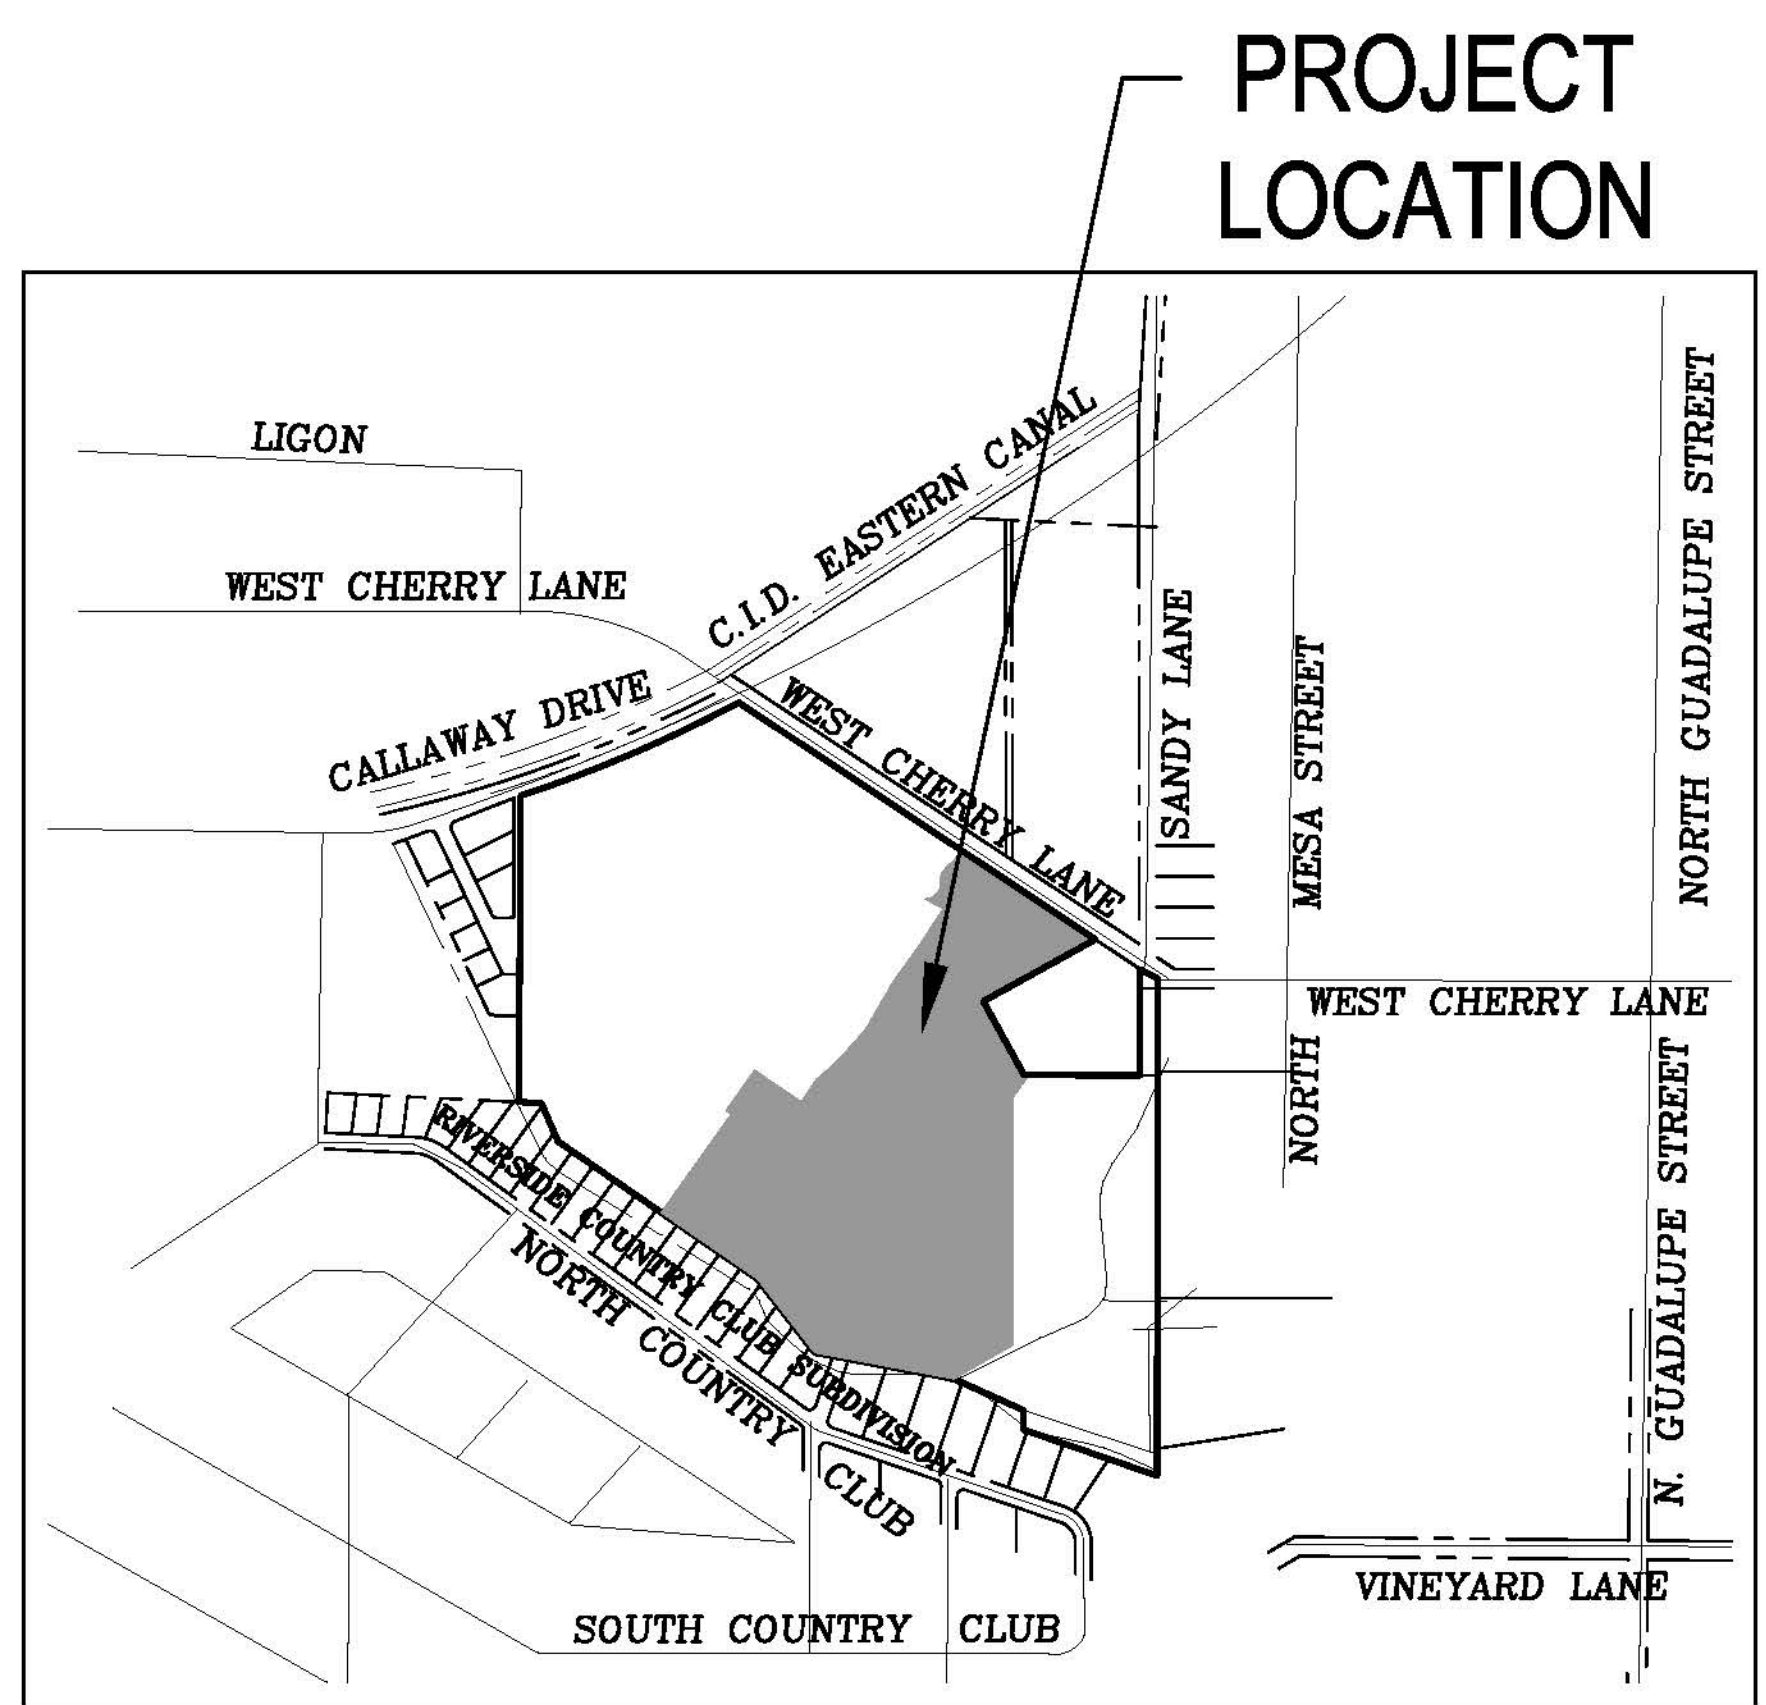 PROJECT
LOCATION
LIGON
WEST CHERRY LANE
C.I.D. EASTERN CANAL
CALLAWAY DRIVE
WEST CHERRY LANE
SANDY LANE
NORTH MESA STREET
NORTH GUADALUPE STREET
WEST CHERRY LANE
RIVERSIDE COUNTRY CLUB SUBDIVISION
NORTH COUNTRY CLUB
N. GUADALUPE STREET
VINEYARD LANE
SOUTH COUNTRY CLUB